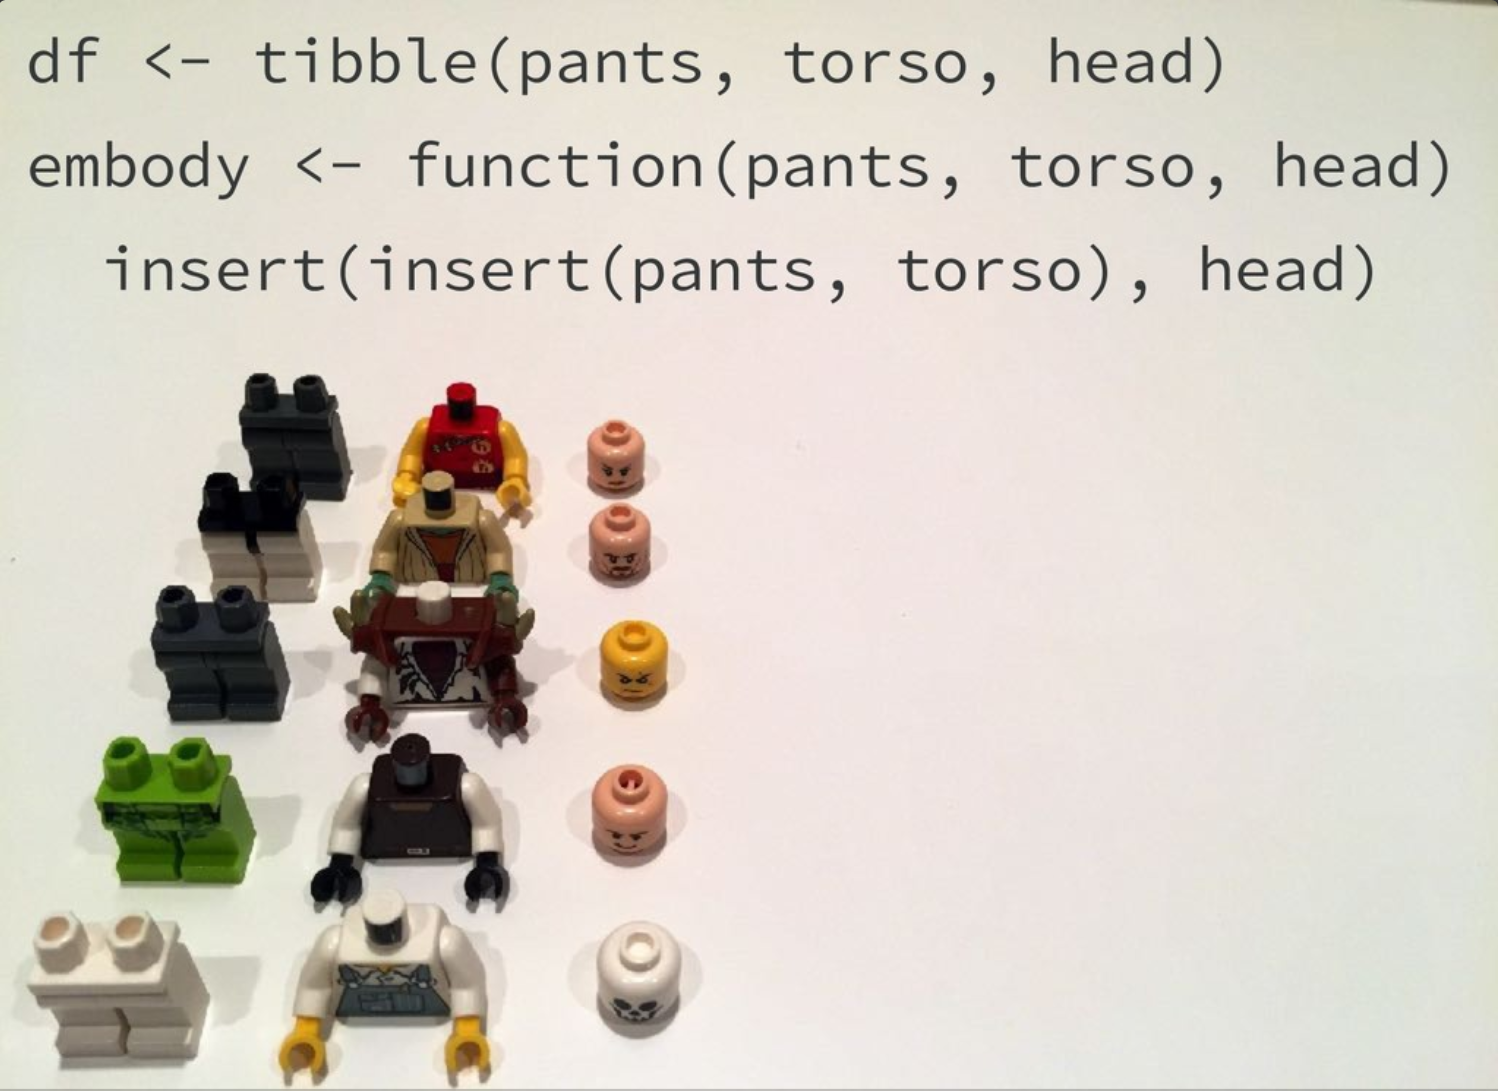 df <- tibble(pants, torso, head)
embody <- function(pants, torso, head)
insert(insert(pants, torso), head)